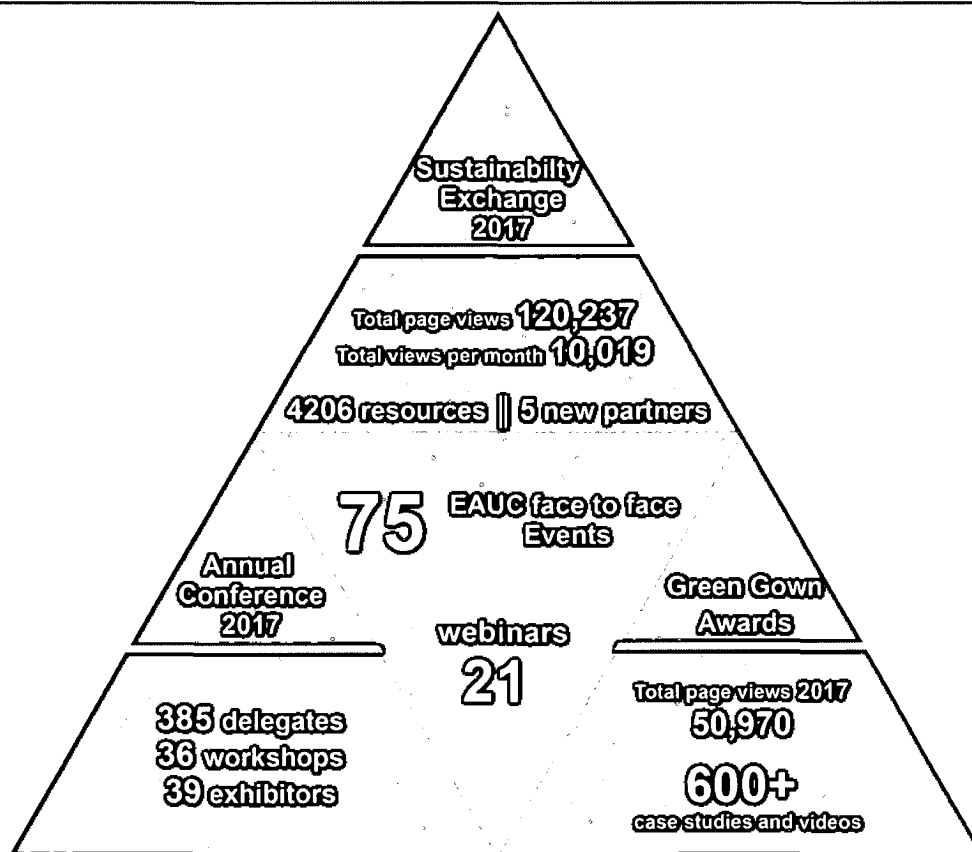 Sustainabilty
Exchange
2017
Total page views 120,237
Total views per month 10,019
4206 resources || 5 new partners
75 EAUC face to face
Events
Annual
Conference
2017
Green Gown
Awards
webinars
21
385 delegates
36 workshops
39 exhibitors
Total page views 2017
50,970
600+
case studies and videos